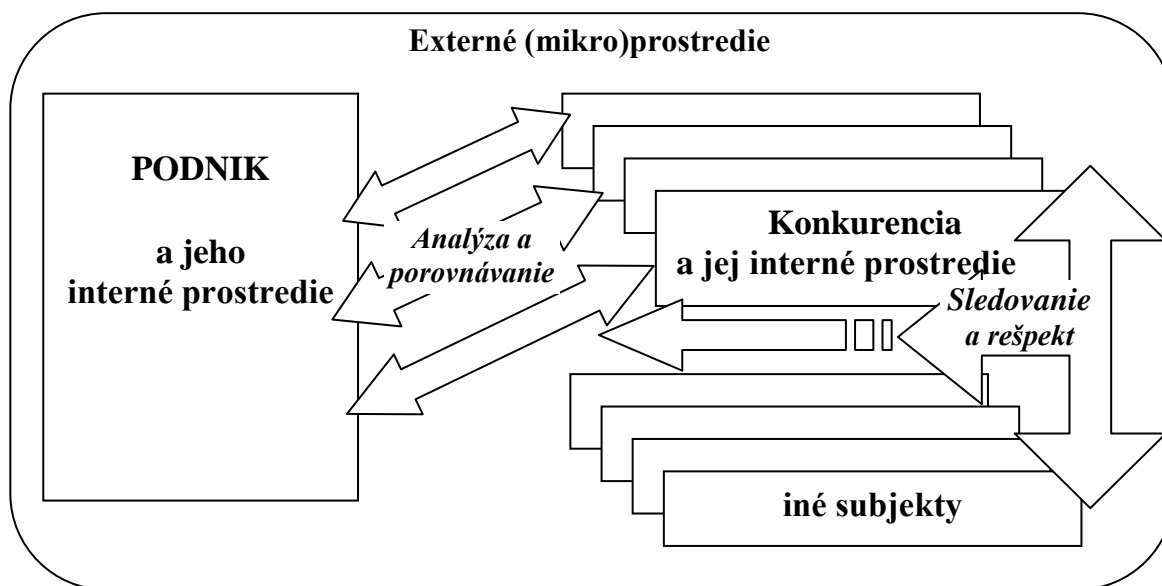 Externé (mikro)prostredie
PODNIK
a jeho
interné prostredie
Analýza a
porovnávanie
Konkurencia
a jej interné prostredie
Sledovanie
a rešpekt
iné subjekty